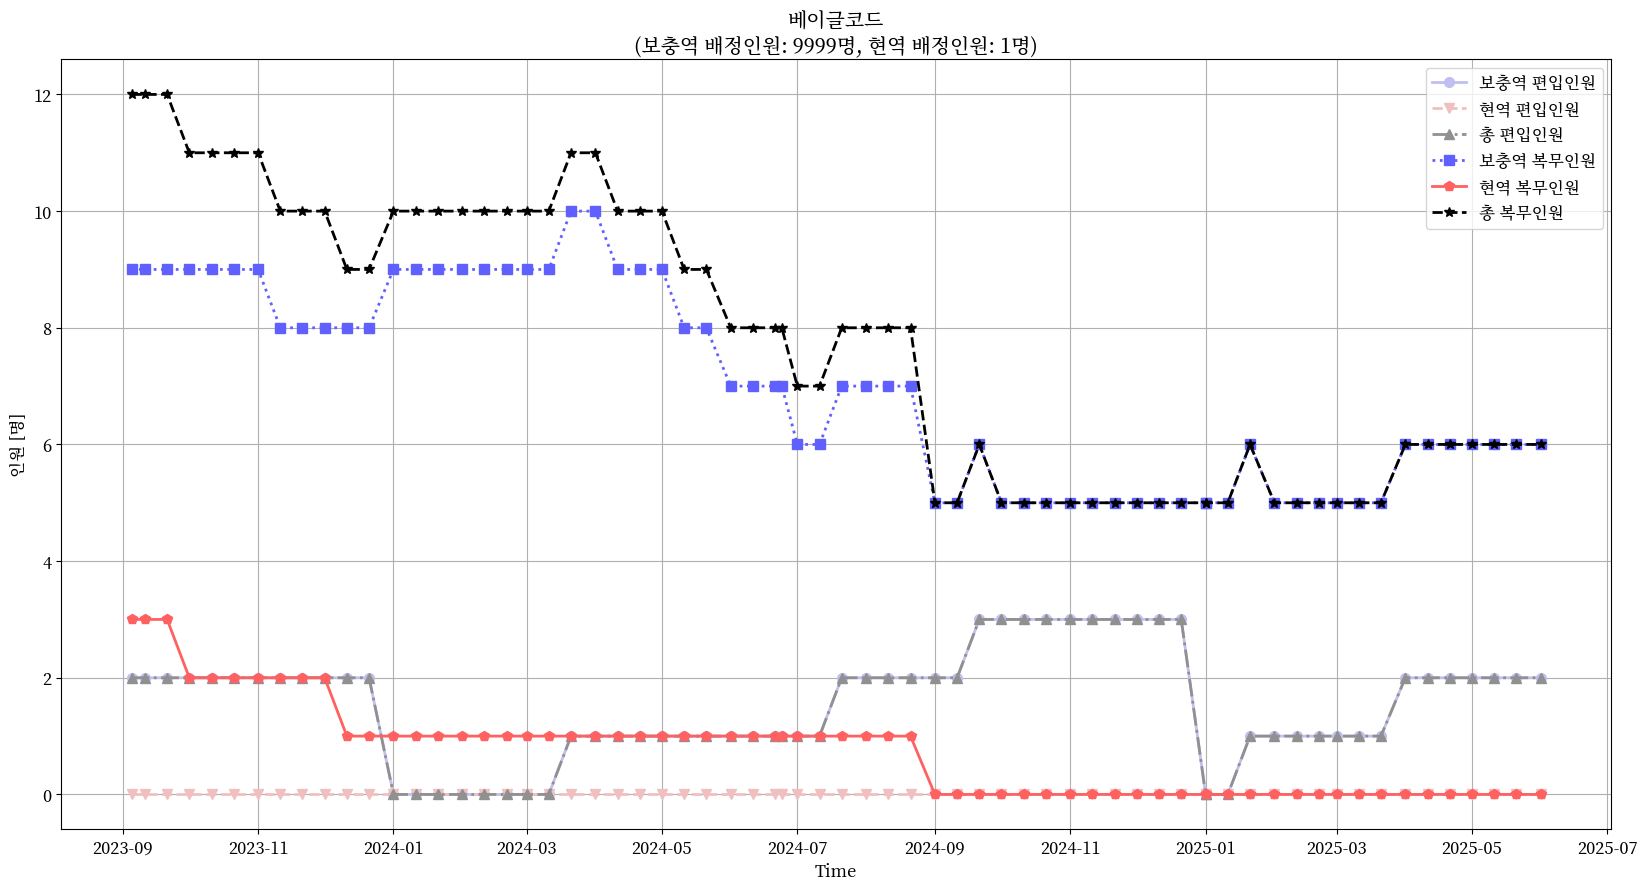 베이글코드
(보충역 배정인원: 9999명, 현역 배정인원: 1명)
보충역 편입인원
현역 편입인원
총 편입인원
보충역 복무인원
현역 복무인원
총 복무인원
12
10
8
6
4
2
0
인원 [명]
2023-09 2023-11 2024-01 2024-03 2024-05 2024-07 2024-09 2024-11 2025-01 2025-03 2025-05 2025-07
Time